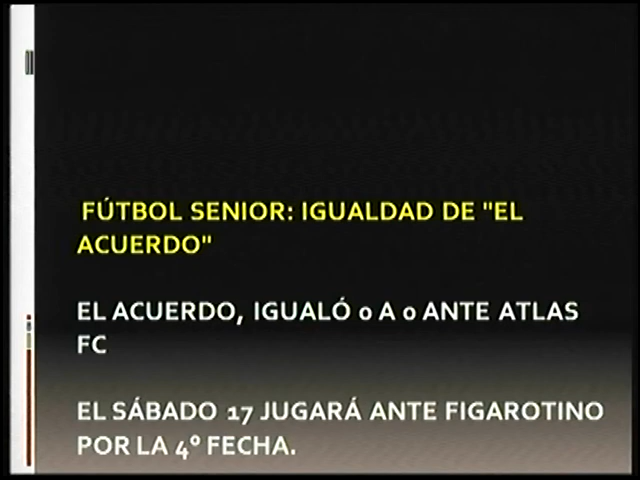 FÚTBOL SENIOR: IGUALDAD DE "EL
ACUERDO"
EL ACUERDO, IGUALÓ 0 A 0 ANTE ATLAS
FC
EL SÁBADO 17 JUGARÁ ANTE FIGAROTINO
POR LA 4º FECHA.